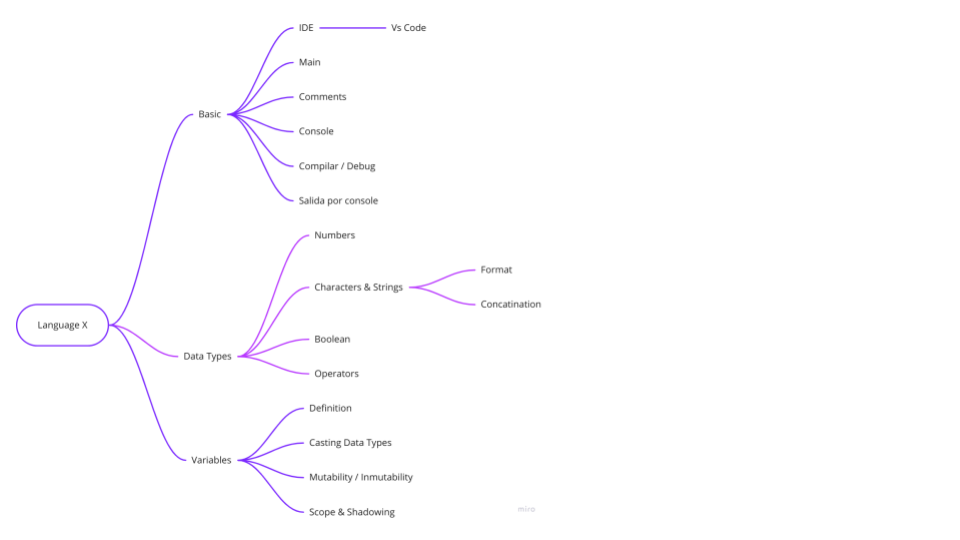 IDE
Vs Code
Main
Comments
Basic
Console
Compilar / Debug
Salida por console
Numbers
Format
Characters & Strings
Concatination
Language X
Boolean
Data Types
Operators
Definition
Casting Data Types
Variables
Mutability / Inmutability
Scope & Shadowing
miro